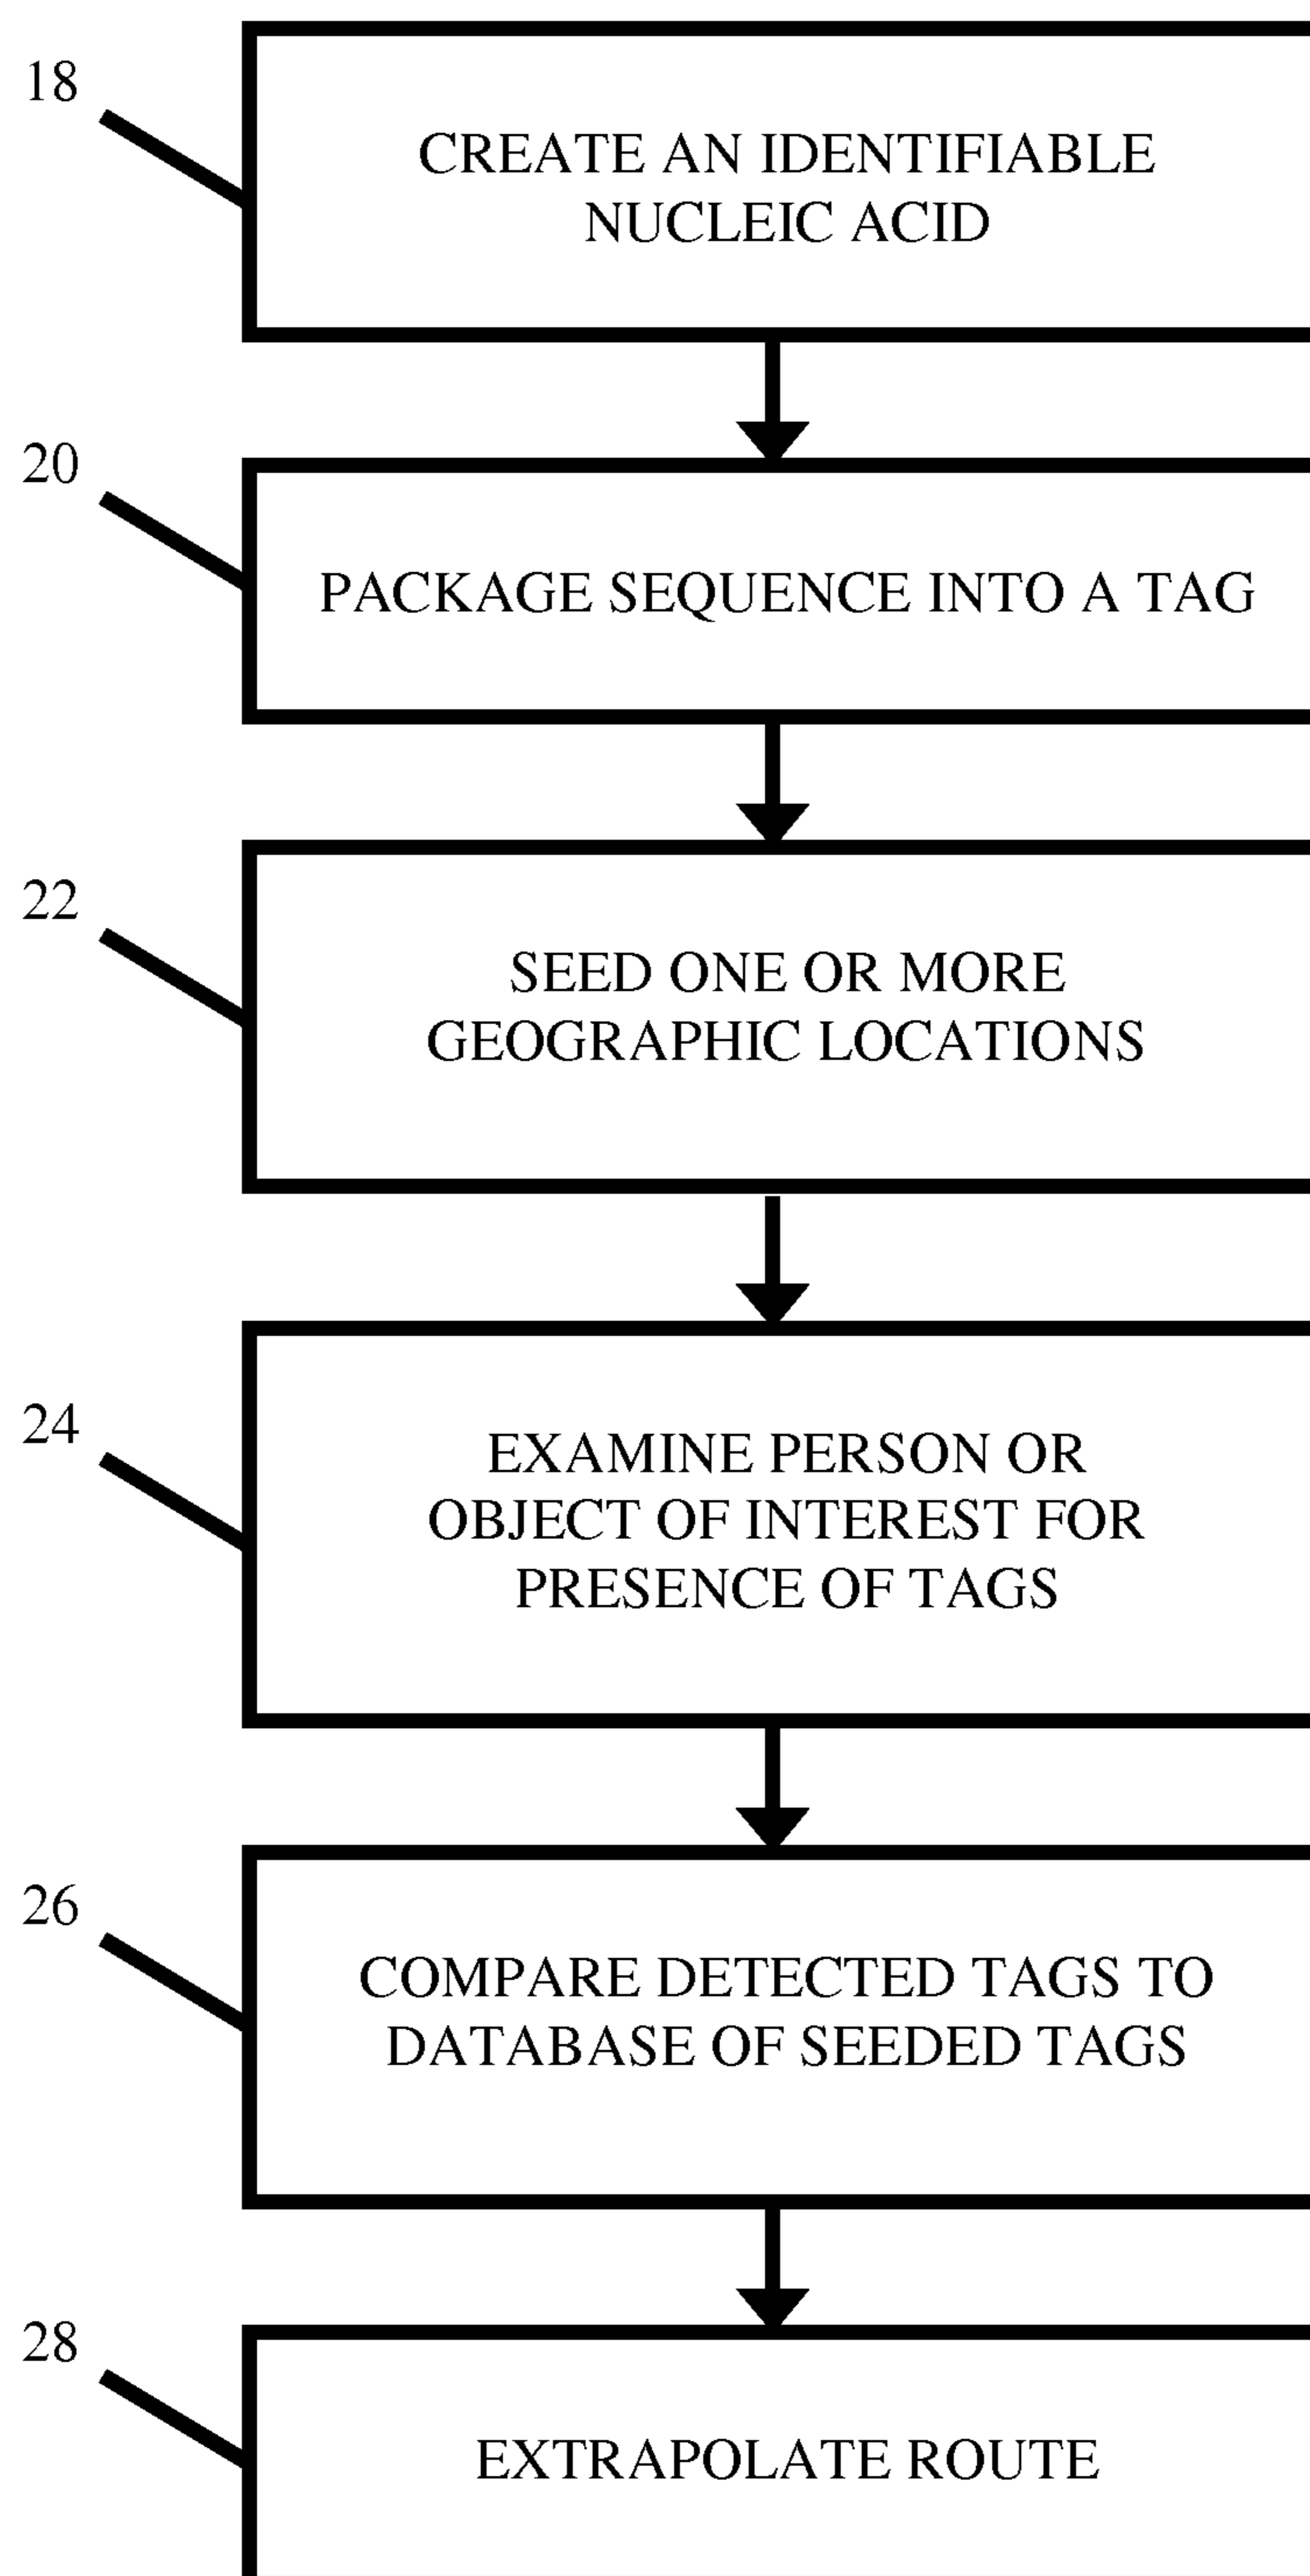 18
CREATE AN IDENTIFIABLE
NUCLEIC ACID
20
PACKAGE SEQUENCE INTO A TAG
22
SEED ONE OR MORE
GEOGRAPHIC LOCATIONS
24
EXAMINE PERSON OR
OBJECT OF INTEREST FOR
PRESENCE OF TAGS
26
COMPARE DETECTED TAGS TO
DATABASE OF SEEDED TAGS
28
EXTRAPOLATE ROUTE